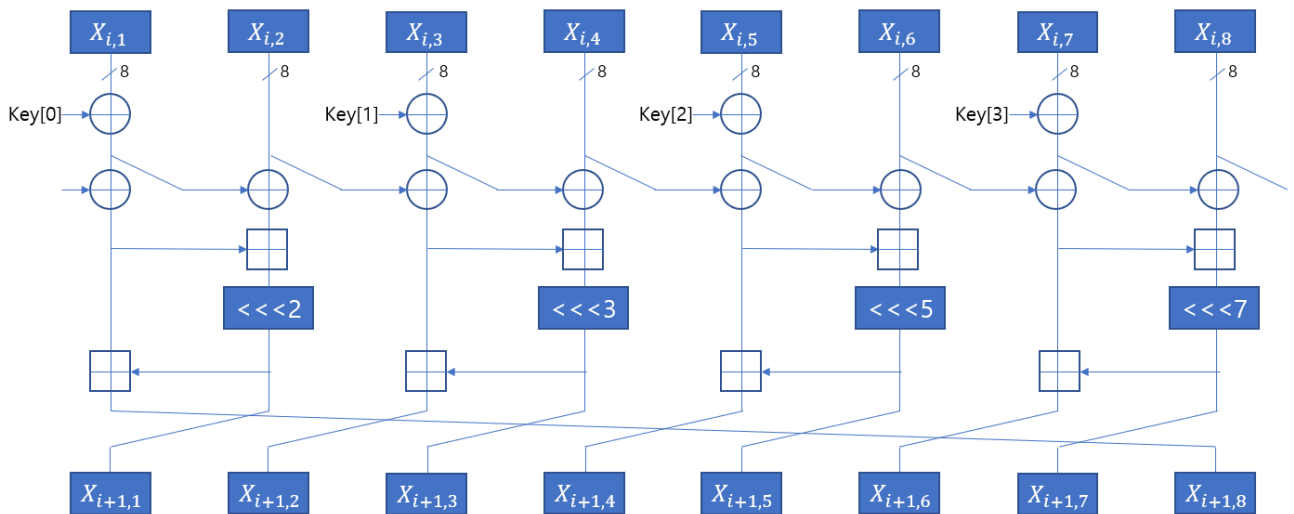 X_{i,1} X_{i,2} X_{i,3} X_{i,4} X_{i,5} X_{i,6} X_{i,7} X_{i,8}
8 8 8 8 8 8 8 8
Key[0] Key[1] Key[2] Key[3]
<<<2 <<<3 <<<5 <<<7
X_{i+1,1} X_{i+1,2} X_{i+1,3} X_{i+1,4} X_{i+1,5} X_{i+1,6} X_{i+1,7} X_{i+1,8}